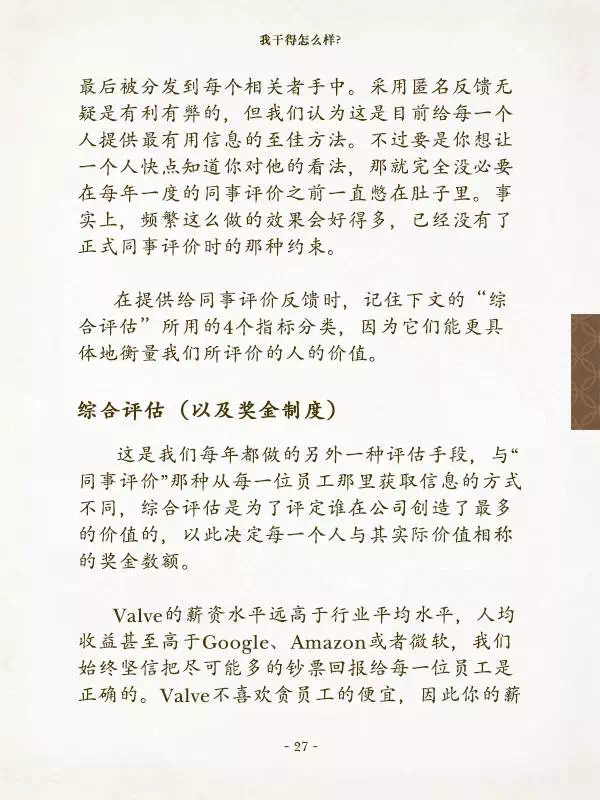 我干得怎么样?
最后被分发到每个相关者手中。采用匿名反馈无
疑是有利有弊的，但我们认为这是目前给每一个
人提供最有用信息的至佳方法。不过要是你想让
一个人快点知道你对他的看法，那就完全没必要
在每年一度的同事评价之前一直憋在肚子里。事
实上，频繁这么做的效果会好得多，已经没有了
正式同事评价时的那种约束。
在提供给同事评价反馈时，记住下文的“综
合评估”所用的4个指标分类，因为它们能更具
体地衡量我们所评价的人的价值。
综合评估（以及奖金制度）
这是我们每年都做的另外一种评估手段，与“
同事评价”那种从每一位员工那里获取信息的方式
不同，综合评估是为了评定谁在公司创造了最多
的价值的，以此决定每一个人与其实际价值相称
的奖金数额。
Valve的薪资水平远高于行业平均水平，人均
收益甚至高于Google、Amazon或者微软，我们
始终坚信把尽可能多的钞票回报给每一位员工是
正确的。Valve不喜欢贪员工的便宜，因此你的薪
- 27 -